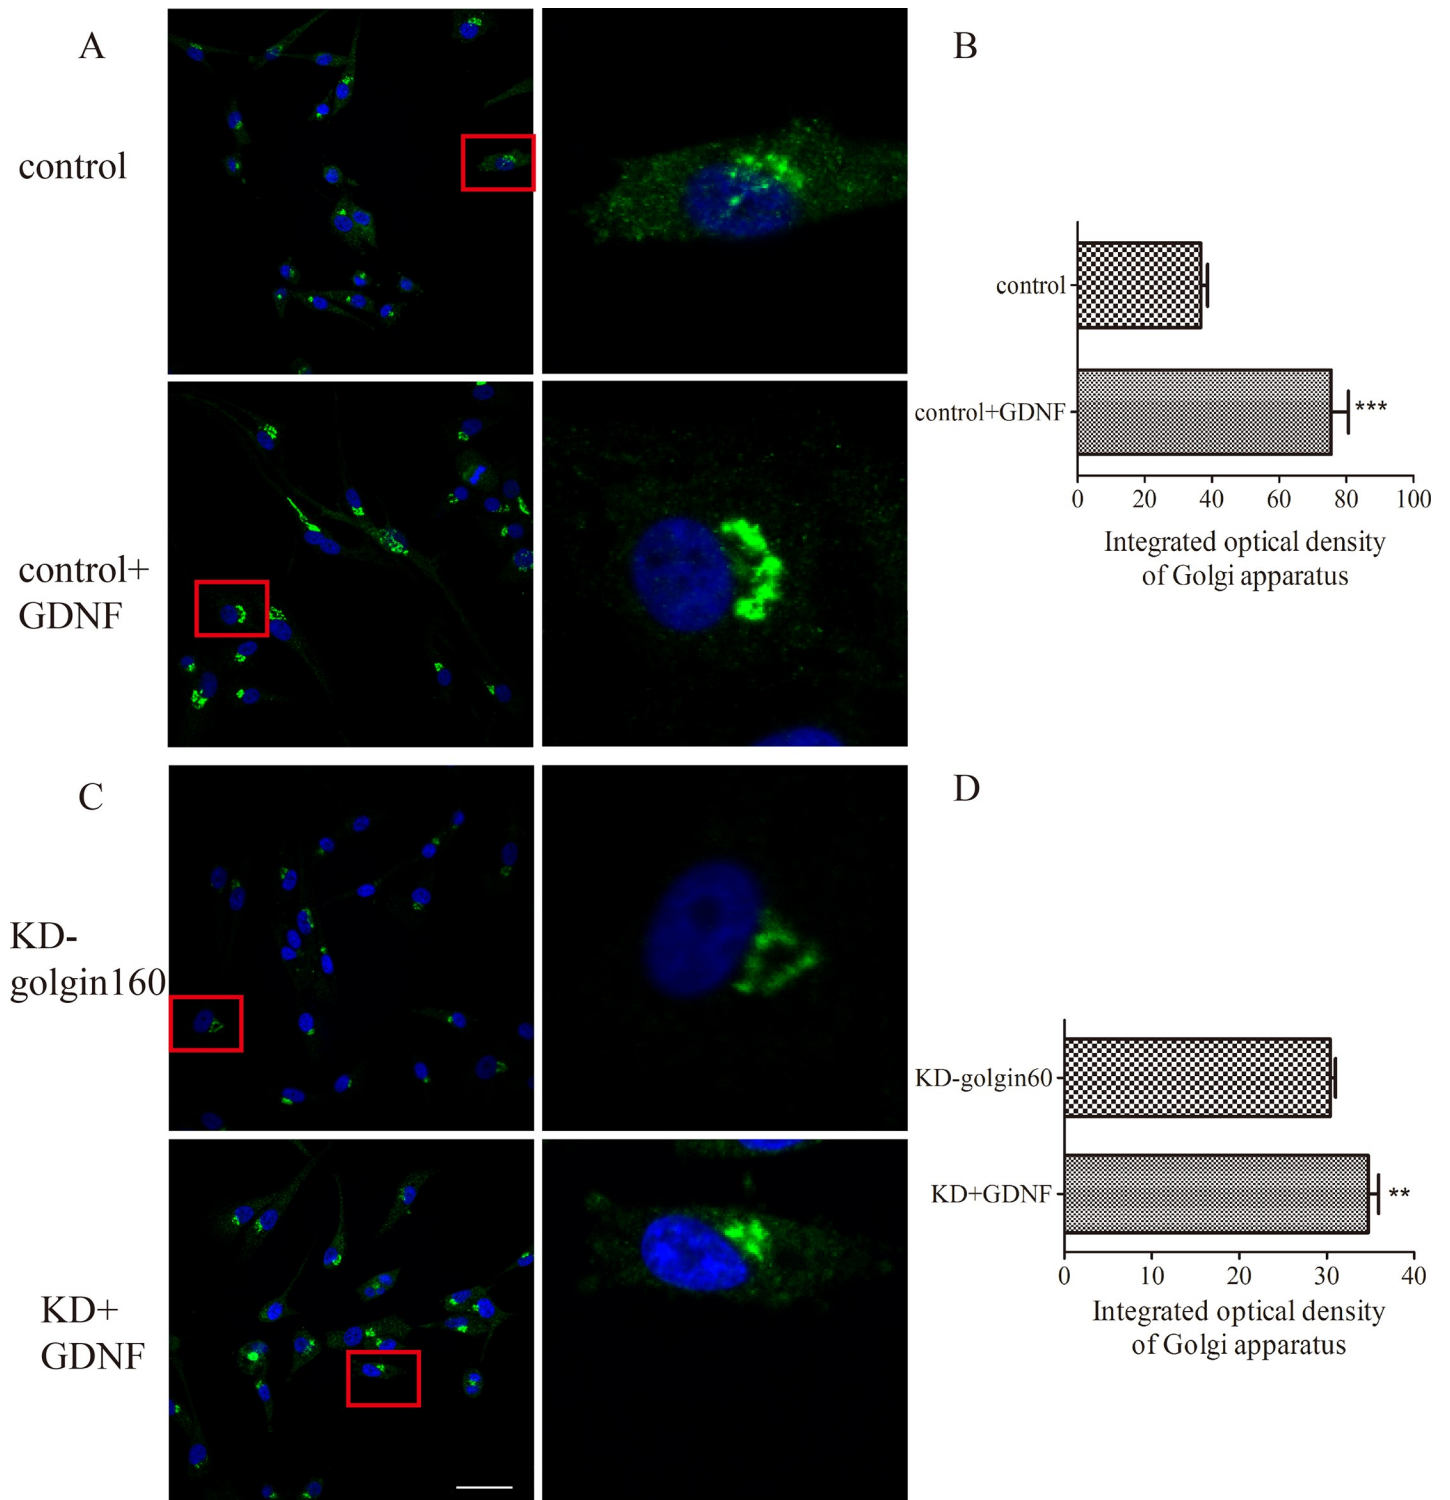 A
control
control+
GDNF
B
control
control+GDNF
***
0 20 40 60 80 100
Integrated optical density
of Golgi apparatus
C
KD-
golgin160
KD+
GDNF
D
KD-golgin60
KD+GDNF
**
0 10 20 30 40
Integrated optical density
of Golgi apparatus